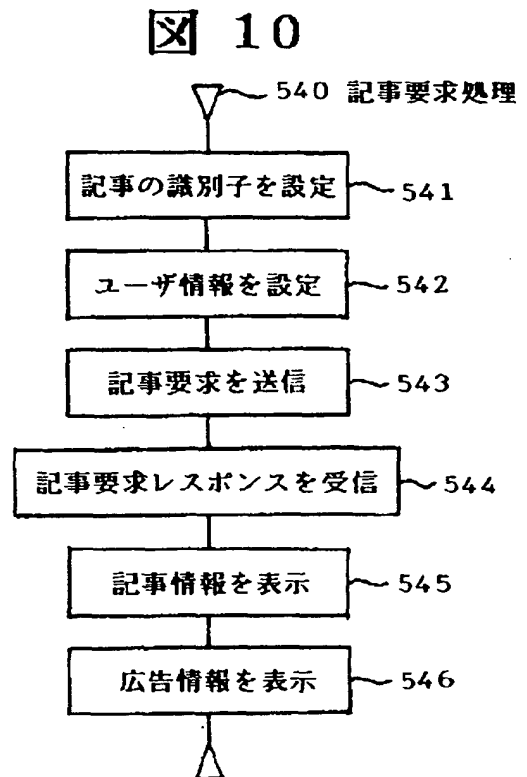 図 10
540 記事要求処理
記事の識別子を設定 541
ユーザ情報を設定 542
記事要求を送信 543
記事要求レスポンスを受信 544
記事情報を表示 545
広告情報を表示 546